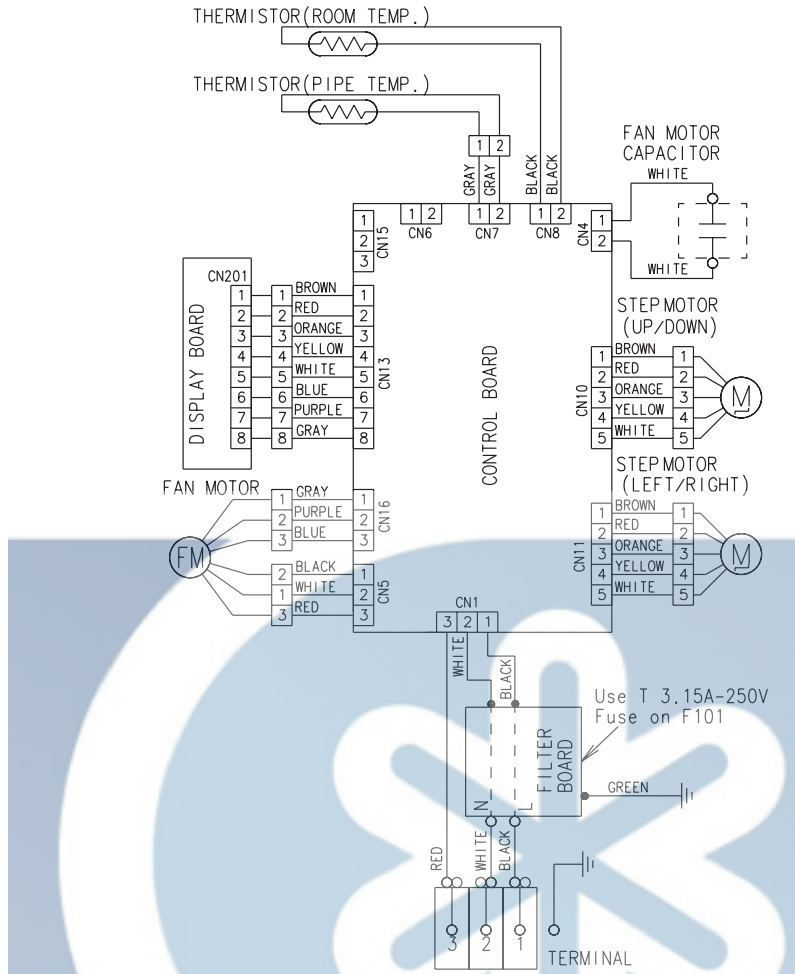 THERMISTOR(ROOM TEMP.)
THERMISTOR(PIPE TEMP.)
1 2
GRAY
GRAY
BLACK
BLACK
FAN MOTOR
CAPACITOR
WHITE
WHITE
1
2
3
CN15
1 2
CN6
1 2
CN7
1 2
CN8
CN4
1
2
CONTROL BOARD
DISPLAY BOARD
CN201
1 1 BROWN 1
2 2 RED 2
3 3 ORANGE 3
4 4 YELLOW 4
5 5 WHITE 5
6 6 BLUE 6
7 7 PURPLE 7
8 8 GRAY 8
CN13
STEP MOTOR
(UP/DOWN)
CN10
1 BROWN 1
2 RED 2
3 ORANGE 3
4 YELLOW 4
5 WHITE 5
M
STEP MOTOR
(LEFT/RIGHT)
CN11
1 BROWN 1
2 RED 2
3 ORANGE 3
4 YELLOW 4
5 WHITE 5
M
FAN MOTOR
FM
1 GRAY 1
2 PURPLE 2
3 BLUE 3
CN16
2 BLACK 1
1 WHITE 2
3 RED 3
CN5
CN1
3 2 1
WHITE
BLACK
Use T 3.15A-250V
Fuse on F101
FILTER
BOARD
N
L
GREEN
RED
WHITE
BLACK
3 2 1
TERMINAL